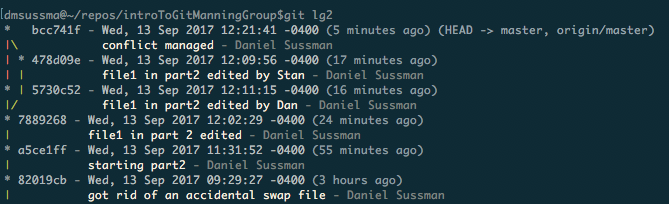 dmsussma@~/repos/introToGitManningGroup$git lg2
*   bcc741f - Wed, 13 Sep 2017 12:21:41 -0400 (5 minutes ago) (HEAD -> master, origin/master)
|\            conflict managed - Daniel Sussman
| * 478d09e - Wed, 13 Sep 2017 12:09:56 -0400 (17 minutes ago)
| |           file1 in part2 edited by Stan - Daniel Sussman
* | 5730c52 - Wed, 13 Sep 2017 12:11:15 -0400 (16 minutes ago)
|/            file1 in part2 edited by Dan - Daniel Sussman
* 7889268 - Wed, 13 Sep 2017 12:02:29 -0400 (24 minutes ago)
|           file1 in part 2 edited - Daniel Sussman
* a5ce1ff - Wed, 13 Sep 2017 11:31:52 -0400 (55 minutes ago)
|           starting part2 - Daniel Sussman
* 82019cb - Wed, 13 Sep 2017 09:29:27 -0400 (3 hours ago)
|           got rid of an accidental swap file - Daniel Sussman